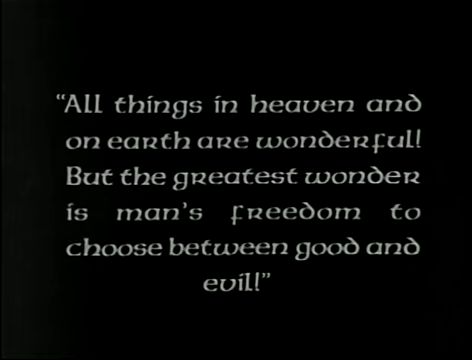 "All things in heaven and
on earth are wonderful!
But the greatest wonder
is man's freedom to
choose between good and
evil!"